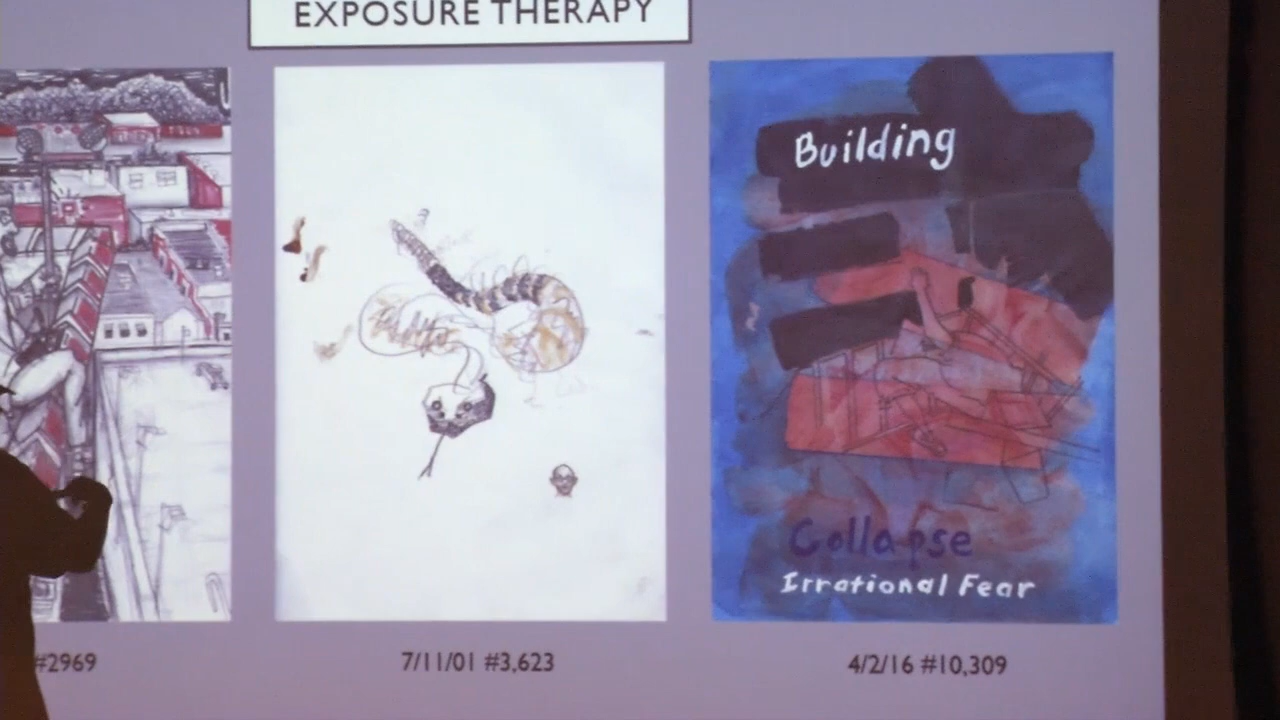 EXPOSURE THERAPY
Building
Collapse
Irrational Fear
#2969
7/11/01 #3,623
4/2/16 #10,309